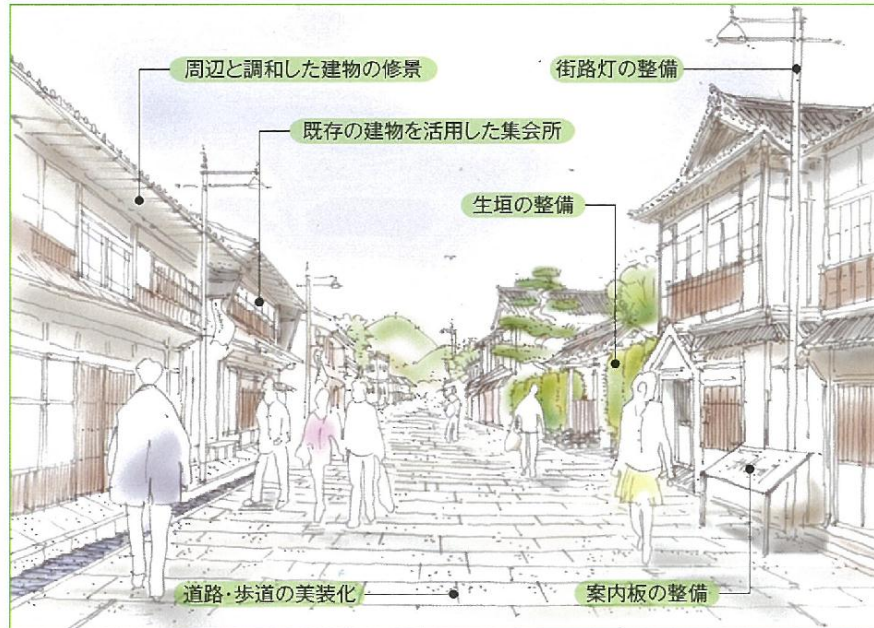 周辺と調和した建物の修景
街路灯の整備
既存の建物を活用した集会所
生垣の整備
道路・歩道の美装化
案内板の整備